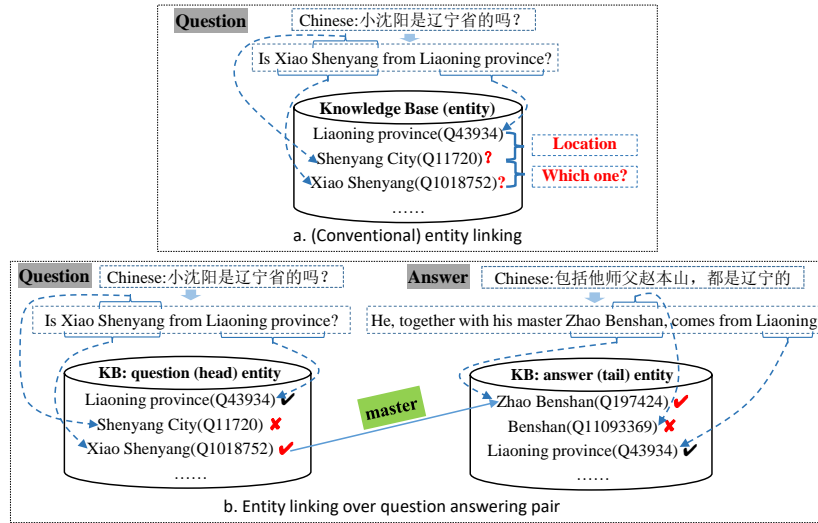 Question
Chinese:小沈阳是辽宁省的吗?
Is Xiao Shenyang from Liaoning province?
Knowledge Base (entity)
Liaoning province(Q43934)
Location
Shenyang City(Q11720)?
Which one?
Xiao Shenyang(Q1018752)?
......
a. (Conventional) entity linking
Question
Chinese:小沈阳是辽宁省的吗?
Answer
Chinese:包括他师父赵本山，都是辽宁的
Is Xiao Shenyang from Liaoning province?
He, together with his master Zhao Benshan, comes from Liaoning
KB: question (head) entity
Liaoning province(Q43934) ✔
Shenyang City(Q11720) ✘
Xiao Shenyang(Q1018752) ✔
......
master
KB: answer (tail) entity
Zhao Benshan(Q197424) ✔
Benshan(Q11093369) ✘
Liaoning province(Q43934) ✔
......
b. Entity linking over question answering pair